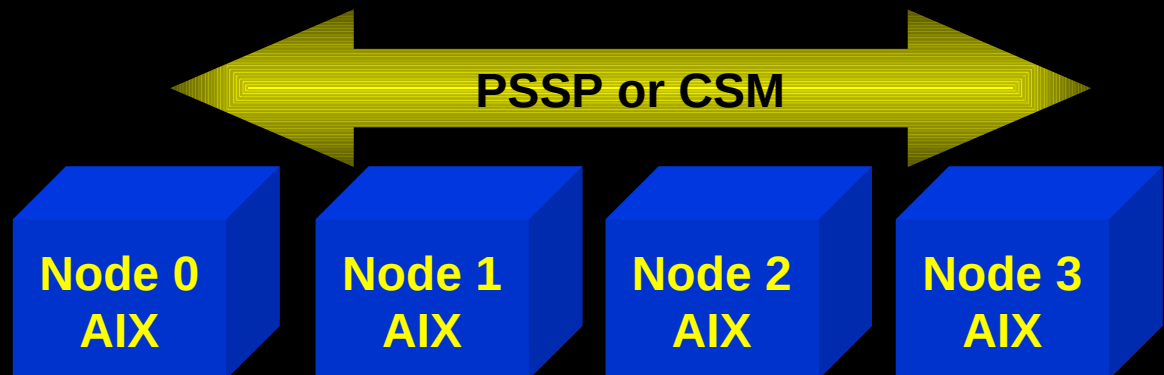 PSSP or CSM
Node 0
AIX
Node 1
AIX
Node 2
AIX
Node 3
AIX